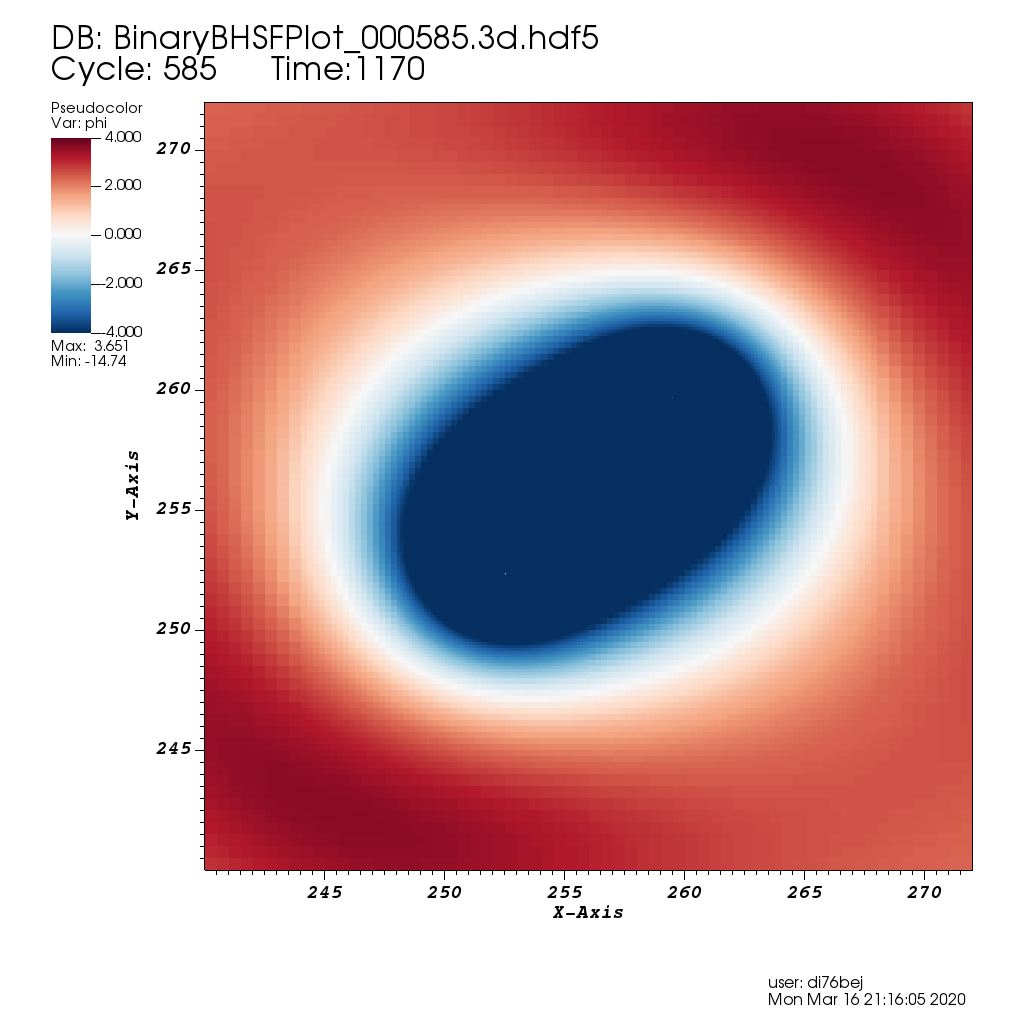 DB: BinaryBHSFPlot_000585.3d.hdf5
Cycle: 585 Time:1170
Pseudocolor
Var: phi
4.000
2.000
0.000
-2.000
-4.000
Max: 3.651
Min: -14.74
270
265
260
255
250
245
Y-Axis
245 250 255 260 265 270
X-Axis
user: di76bej
Mon Mar 16 21:16:05 2020